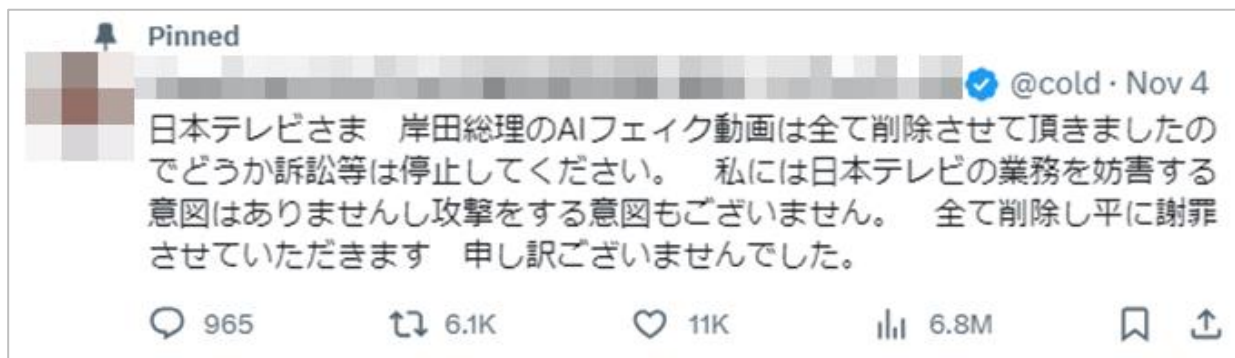 Pinned
@cold · Nov 4
日本テレビさま　岸田総理のAIフェイク動画は全て削除させて頂きましたの
でどうか訴訟等は停止してください。　私には日本テレビの業務を妨害する
意図はありませんし攻撃をする意図もございません。　全て削除し平に謝罪
させていただきます　申し訳ございませんでした。
965 6.1K 11K 6.8M